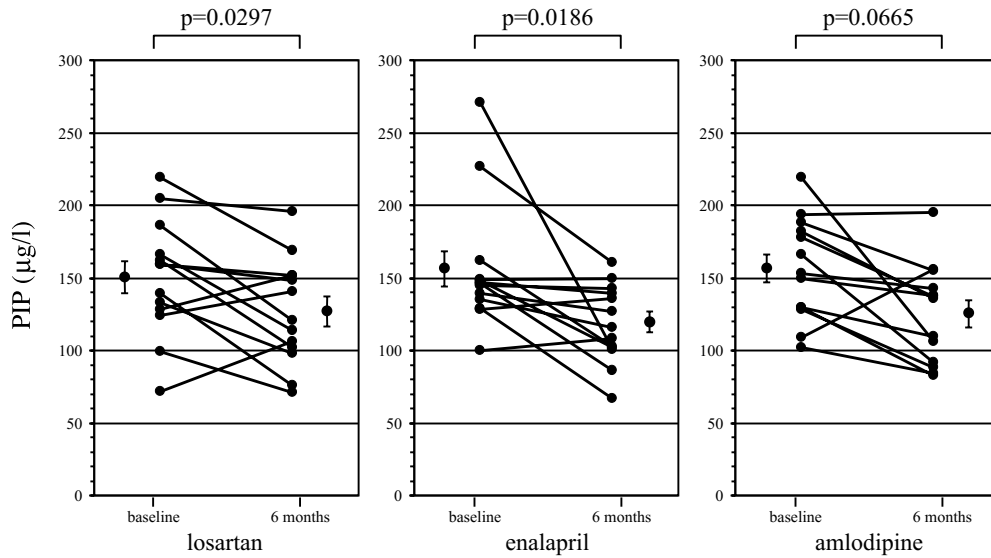 p=0.0297 p=0.0186 p=0.0665
300 300 300
250 250 250
200 200 200
150 150 150
100 100 100
50 50 50
0 0 0
PIP (µg/l)
baseline 6 months baseline 6 months baseline 6 months
losartan enalapril amlodipine